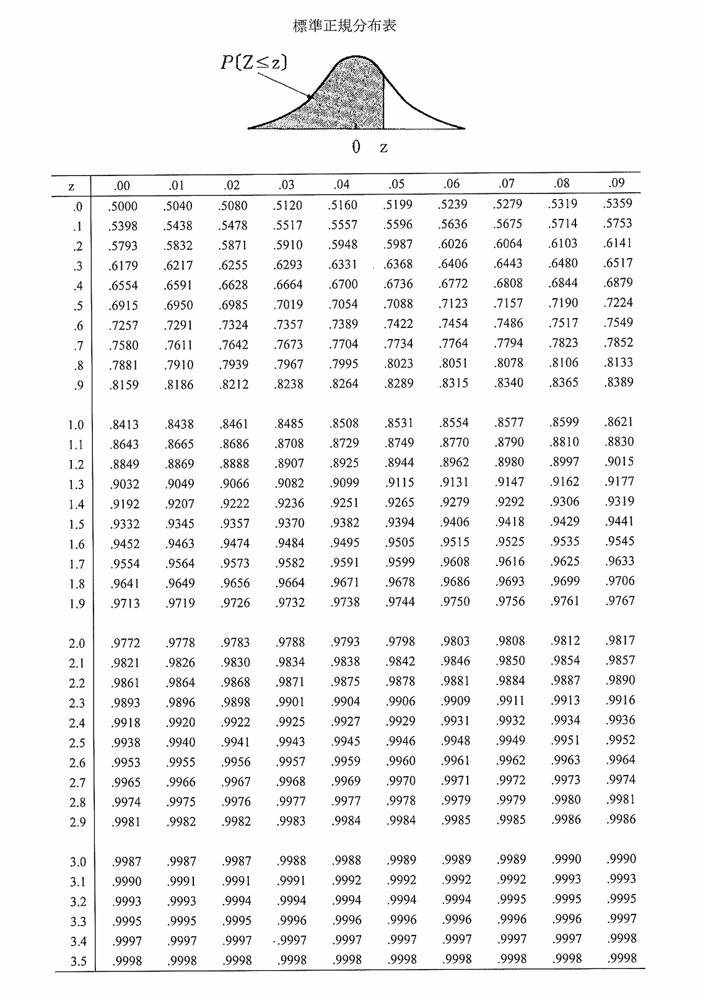 標準正規分布表
P(Z≤z)
0 z
z .00 .01 .02 .03 .04 .05 .06 .07 .08 .09
.0 .5000 .5040 .5080 .5120 .5160 .5199 .5239 .5279 .5319 .5359
.1 .5398 .5438 .5478 .5517 .5557 .5596 .5636 .5675 .5714 .5753
.2 .5793 .5832 .5871 .5910 .5948 .5987 .6026 .6064 .6103 .6141
.3 .6179 .6217 .6255 .6293 .6331 .6368 .6406 .6443 .6480 .6517
.4 .6554 .6591 .6628 .6664 .6700 .6736 .6772 .6808 .6844 .6879
.5 .6915 .6950 .6985 .7019 .7054 .7088 .7123 .7157 .7190 .7224
.6 .7257 .7291 .7324 .7357 .7389 .7422 .7454 .7486 .7517 .7549
.7 .7580 .7611 .7642 .7673 .7704 .7734 .7764 .7794 .7823 .7852
.8 .7881 .7910 .7939 .7967 .7995 .8023 .8051 .8078 .8106 .8133
.9 .8159 .8186 .8212 .8238 .8264 .8289 .8315 .8340 .8365 .8389
1.0 .8413 .8438 .8461 .8485 .8508 .8531 .8554 .8577 .8599 .8621
1.1 .8643 .8665 .8686 .8708 .8729 .8749 .8770 .8790 .8810 .8830
1.2 .8849 .8869 .8888 .8907 .8925 .8944 .8962 .8980 .8997 .9015
1.3 .9032 .9049 .9066 .9082 .9099 .9115 .9131 .9147 .9162 .9177
1.4 .9192 .9207 .9222 .9236 .9251 .9265 .9279 .9292 .9306 .9319
1.5 .9332 .9345 .9357 .9370 .9382 .9394 .9406 .9418 .9429 .9441
1.6 .9452 .9463 .9474 .9484 .9495 .9505 .9515 .9525 .9535 .9545
1.7 .9554 .9564 .9573 .9582 .9591 .9599 .9608 .9616 .9625 .9633
1.8 .9641 .9649 .9656 .9664 .9671 .9678 .9686 .9693 .9699 .9706
1.9 .9713 .9719 .9726 .9732 .9738 .9744 .9750 .9756 .9761 .9767
2.0 .9772 .9778 .9783 .9788 .9793 .9798 .9803 .9808 .9812 .9817
2.1 .9821 .9826 .9830 .9834 .9838 .9842 .9846 .9850 .9854 .9857
2.2 .9861 .9864 .9868 .9871 .9875 .9878 .9881 .9884 .9887 .9890
2.3 .9893 .9896 .9898 .9901 .9904 .9906 .9909 .9911 .9913 .9916
2.4 .9918 .9920 .9922 .9925 .9927 .9929 .9931 .9932 .9934 .9936
2.5 .9938 .9940 .9941 .9943 .9945 .9946 .9948 .9949 .9951 .9952
2.6 .9953 .9955 .9956 .9957 .9959 .9960 .9961 .9962 .9963 .9964
2.7 .9965 .9966 .9967 .9968 .9969 .9970 .9971 .9972 .9973 .9974
2.8 .9974 .9975 .9976 .9977 .9977 .9978 .9979 .9979 .9980 .9981
2.9 .9981 .9982 .9982 .9983 .9984 .9984 .9985 .9985 .9986 .9986
3.0 .9987 .9987 .9987 .9988 .9988 .9989 .9989 .9989 .9990 .9990
3.1 .9990 .9991 .9991 .9991 .9992 .9992 .9992 .9992 .9993 .9993
3.2 .9993 .9993 .9994 .9994 .9994 .9994 .9994 .9995 .9995 .9995
3.3 .9995 .9995 .9995 .9996 .9996 .9996 .9996 .9996 .9996 .9997
3.4 .9997 .9997 .9997 .9997 .9997 .9997 .9997 .9997 .9997 .9998
3.5 .9998 .9998 .9998 .9998 .9998 .9998 .9998 .9998 .9998 .9998